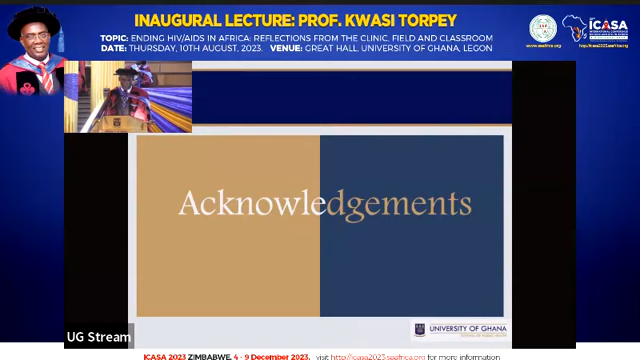 INAUGURAL LECTURE: PROF. KWASI TORPEY
TOPIC: ENDING HIV/AIDS IN AFRICA: REFLECTIONS FROM THE CLINIC, FIELD AND CLASSROOM
DATE: THURSDAY, 10TH AUGUST, 2023. VENUE: GREAT HALL, UNIVERSITY OF GHANA, LEGON
ICASA
Acknowledgements
UNIVERSITY OF GHANA
UG Stream
ICASA 2023 ZIMBABWE, 4 - 9 December 2023, visit http://icasa2023.saafrica.org for more information